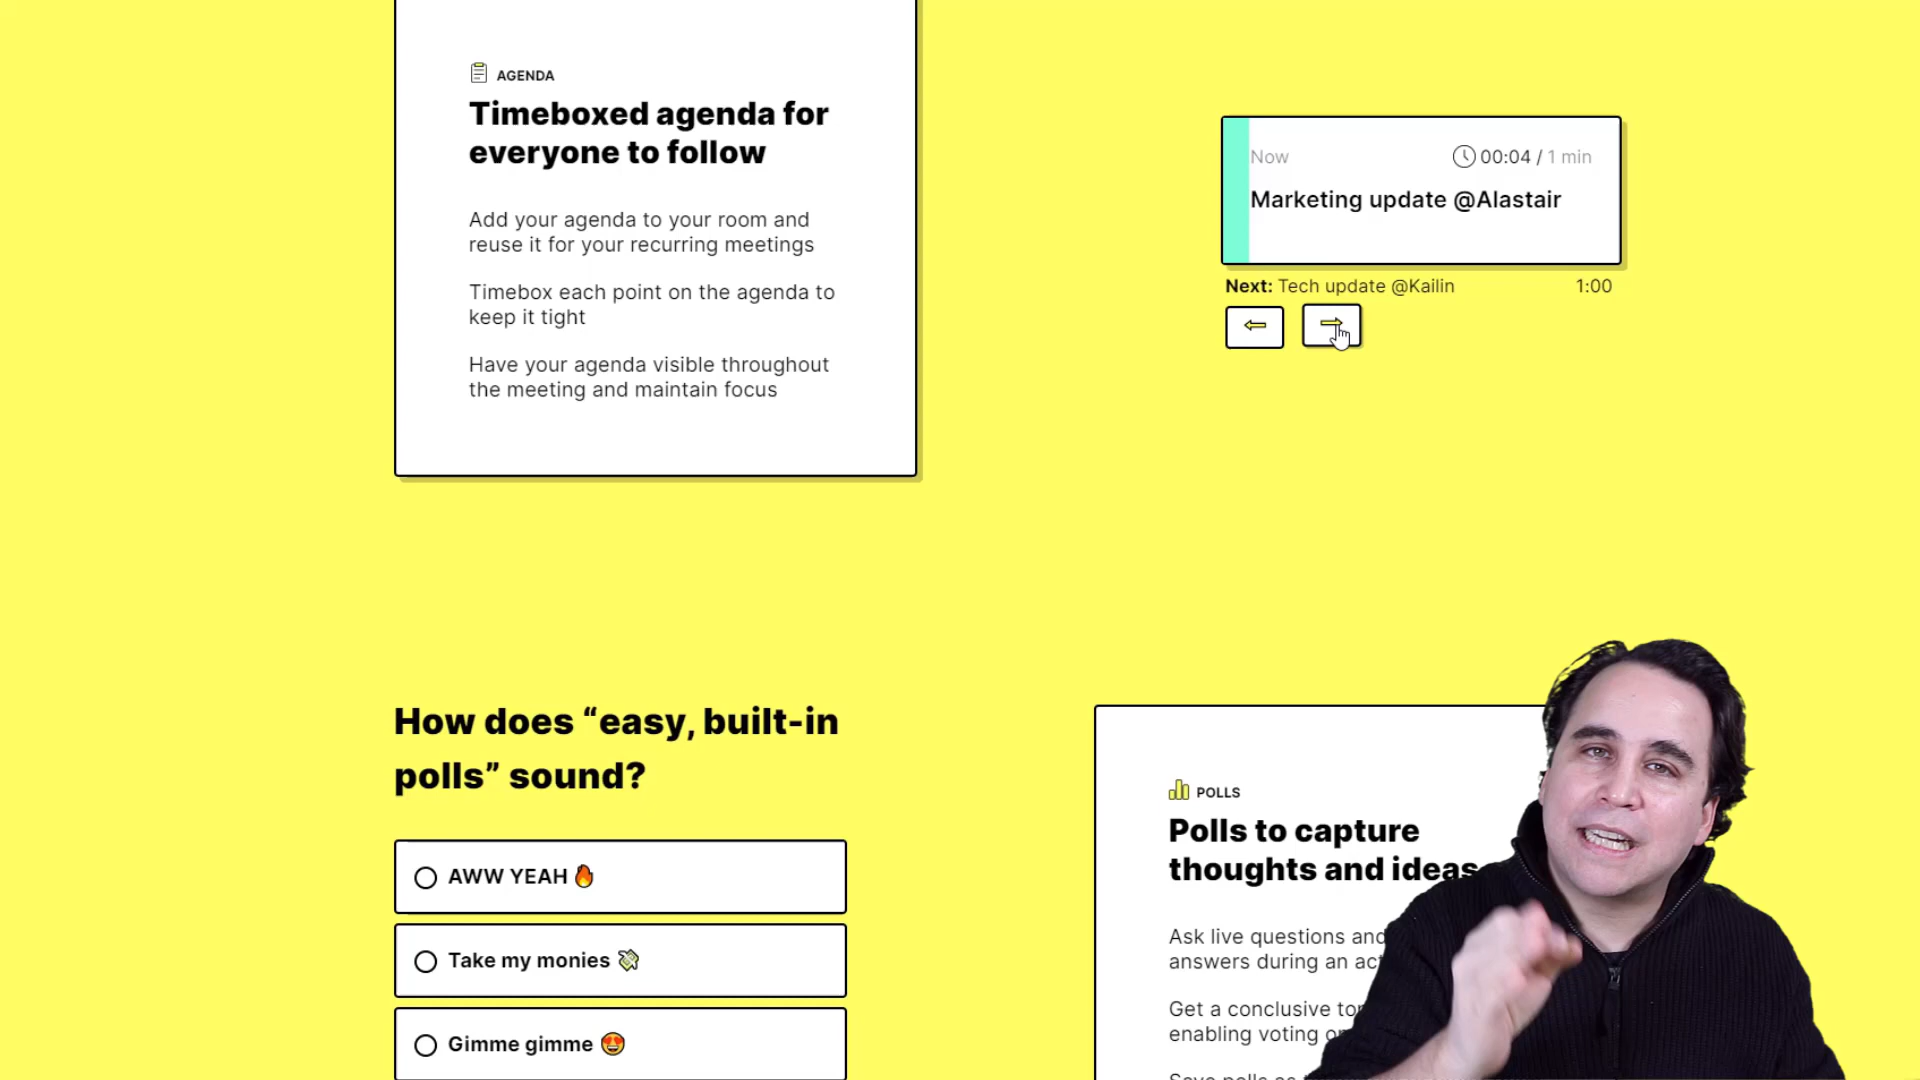 AGENDA
Timeboxed agenda for
everyone to follow
Add your agenda to your room and
reuse it for your recurring meetings
Timebox each point on the agenda to
keep it tight
Have your agenda visible throughout
the meeting and maintain focus
Now
00:04 / 1 min
Marketing update @Alastair
Next: Tech update @Kailin
1:00
How does “easy, built-in
polls” sound?
AWW YEAH 🔥
Take my monies 💸
Gimme gimme 😍
POLLS
Polls to capture
thoughts and ideas
Ask live questions and
answers during an
Get a conclusive
enabling voting